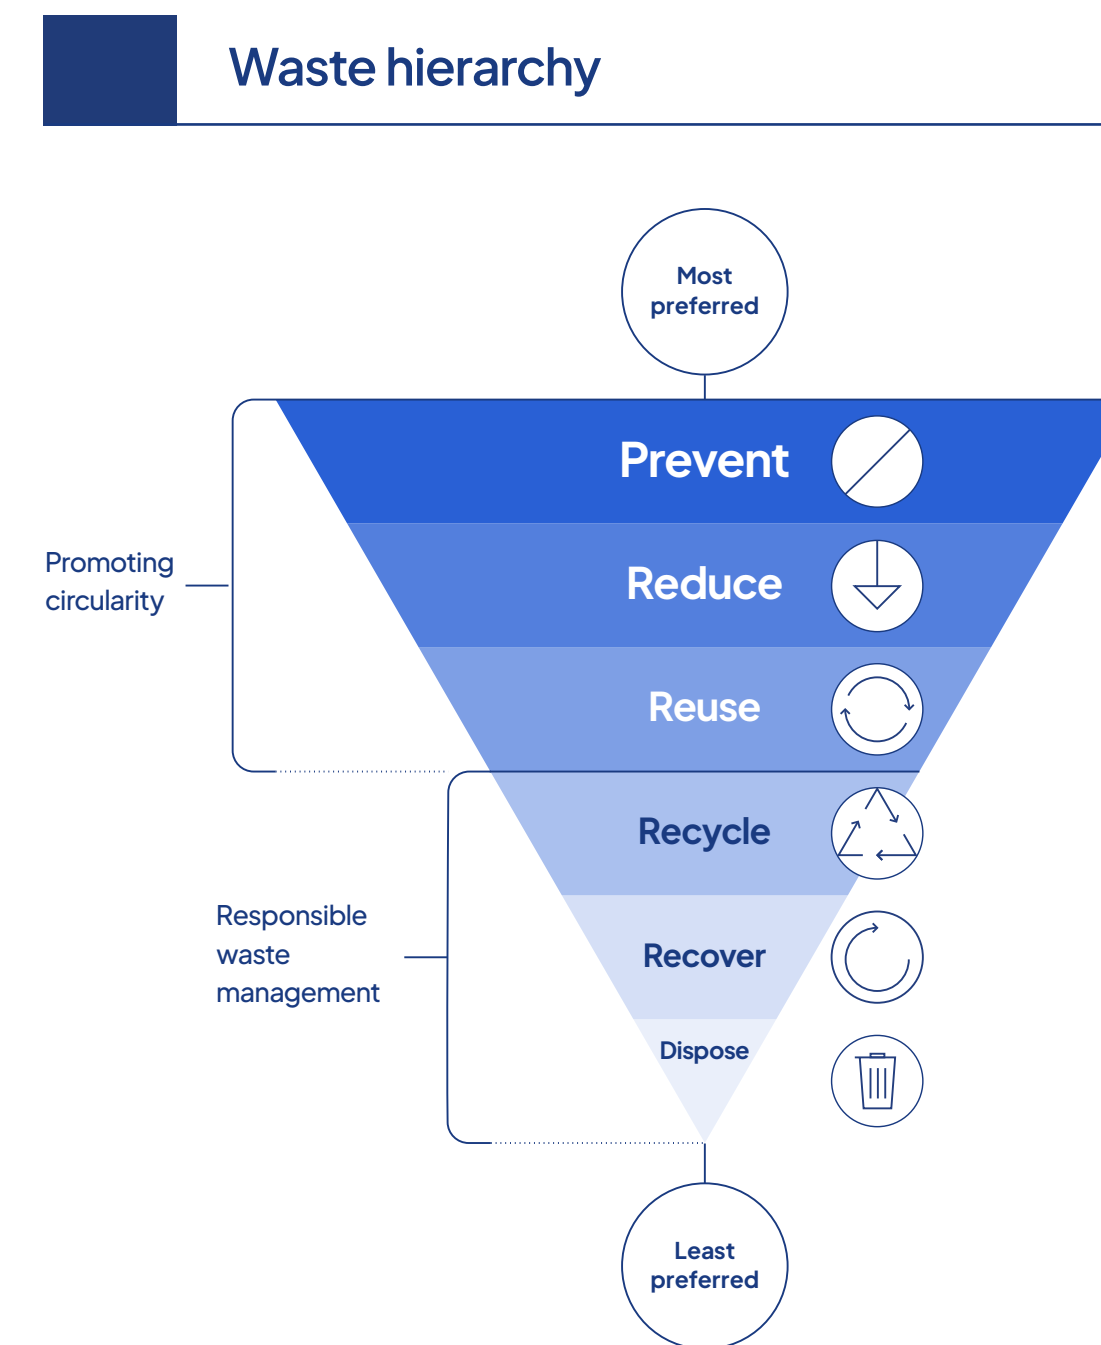 Waste hierarchy
Most
preferred
Prevent
Reduce
Promoting
circularity
Reuse
Recycle
Responsible
waste
management
Recover
Dispose
Least
preferred